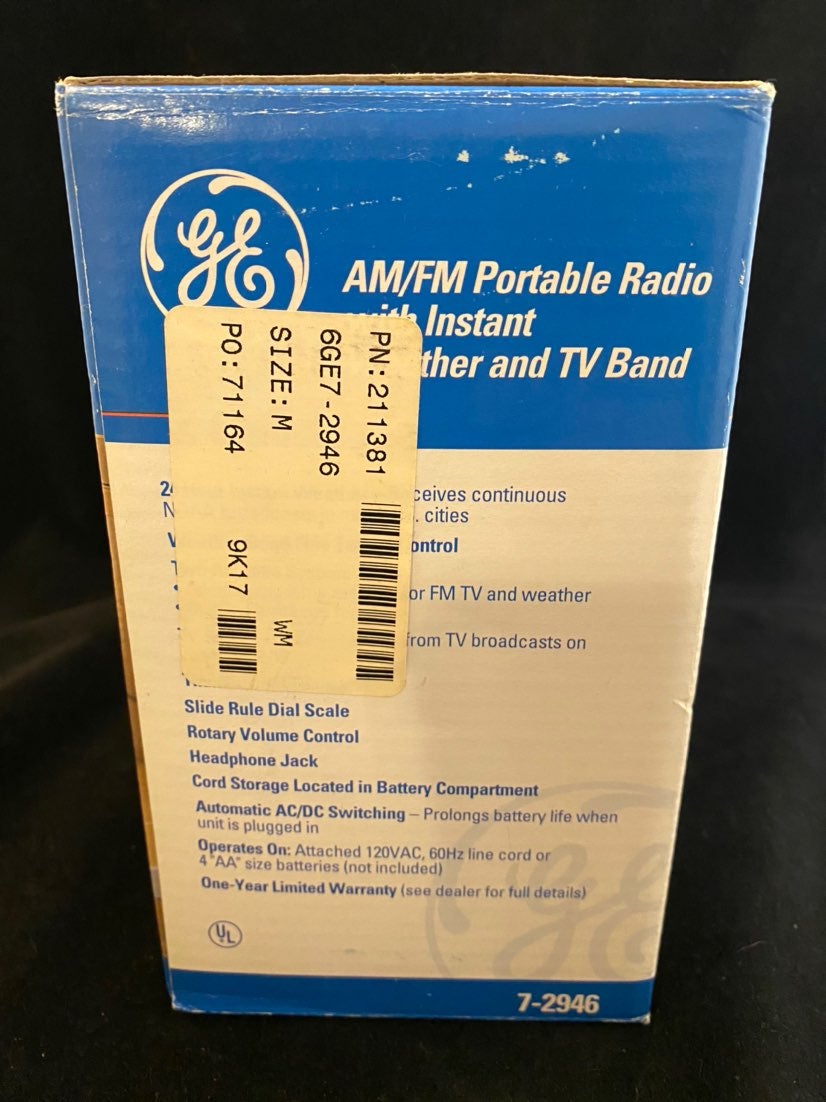 GE
AM/FM Portable Radio
with Instant
ther and TV Band
PN:211381
6GE7-2946
SIZE:M WM
PO:71164 9K17
ceives continuous
. cities
ontrol
or FM TV and weather
from TV broadcasts on
Slide Rule Dial Scale
Rotary Volume Control
Headphone Jack
Cord Storage Located in Battery Compartment
Automatic AC/DC Switching – Prolongs battery life when
unit is plugged in
Operates On: Attached 120VAC, 60Hz line cord or
4 "AA" size batteries (not included)
One-Year Limited Warranty (see dealer for full details)
UL
GE
7-2946